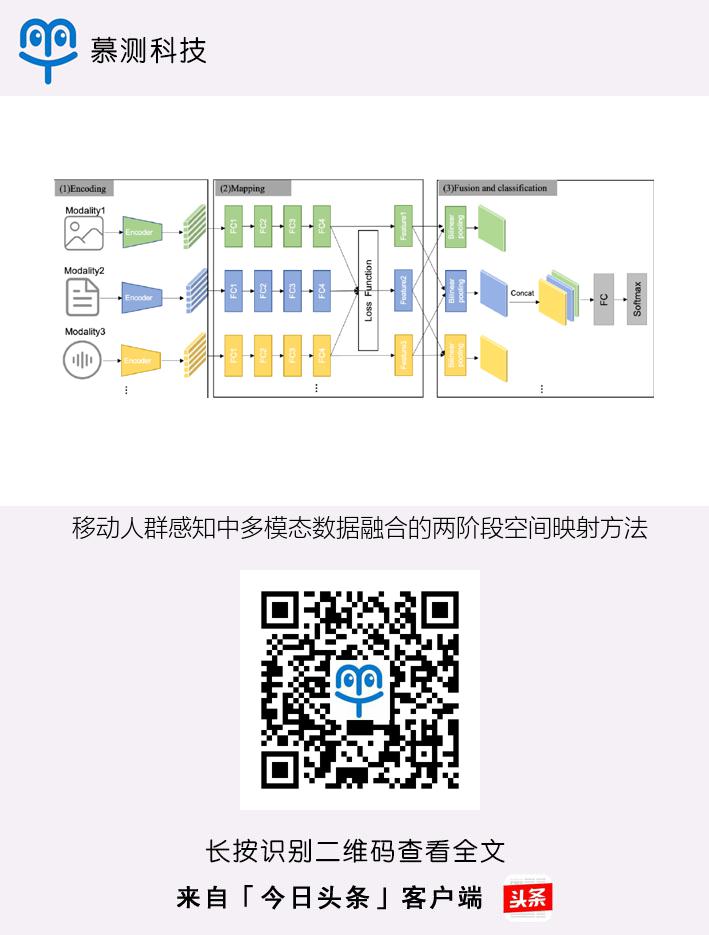 慕测科技
(1)Encoding
(2)Mapping
(3)Fusion and classification
Modality1
Encoder
FC1
FC2
FC3
FC4
Feature1
Bilinear pooling
Modality2
Encoder
FC1
FC2
FC3
FC4
Loss Function
Feature2
Bilinear pooling
Concat
FC
Softmax
Modality3
Encoder
FC1
FC2
FC3
FC4
Feature3
Bilinear pooling
移动人群感知中多模态数据融合的两阶段空间映射方法
长按识别二维码查看全文
来自「今日头条」客户端
头条